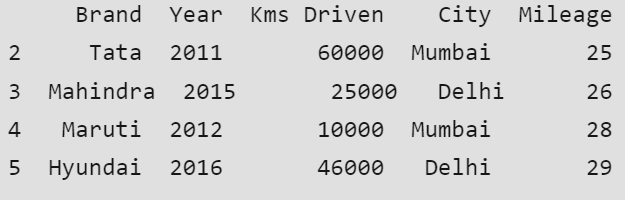 Brand Year Kms Driven City Mileage
2 Tata 2011 60000 Mumbai 25
3 Mahindra 2015 25000 Delhi 26
4 Maruti 2012 10000 Mumbai 28
5 Hyundai 2016 46000 Delhi 29